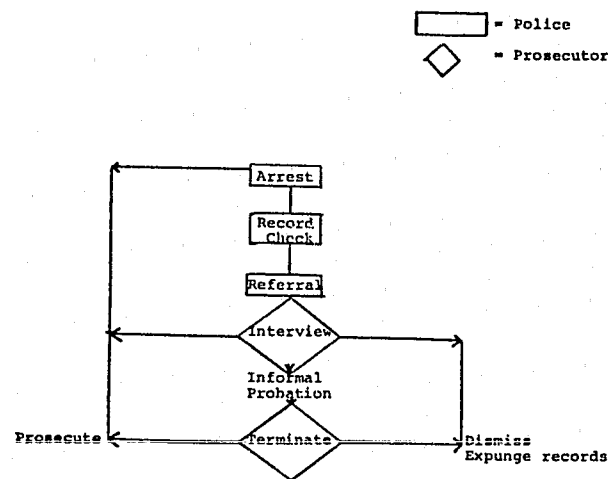 = Police
= Prosecutor
Arrest
Record
Check
Referral
Interview
Informal
Probation
Prosecute
Terminate
Dismiss
Expunge records